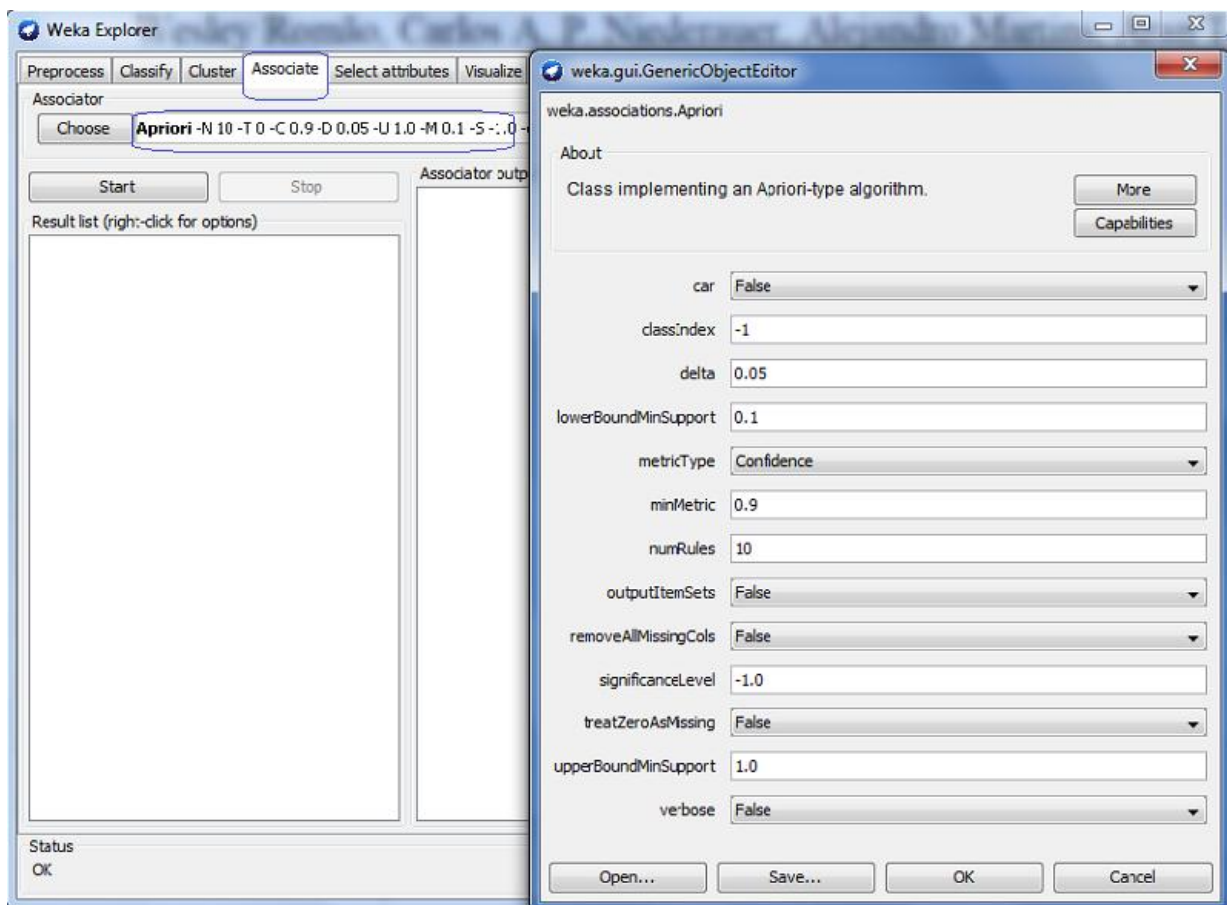 Weka Explorer
Preprocess Classify Cluster Associate Select attributes Visualize
Associator
Choose Apriori -N 10 -T 0 -C 0.9 -D 0.05 -U 1.0 -M 0.1 -S -1.0 -
Start Stop
Associator outp
Result list (right-click for options)
Status
OK
weka.gui.GenericObjectEditor
weka.associations.Apriori
About
Class implementing an Apriori-type algorithm.
More
Capabilities
car False
classIndex -1
delta 0.05
lowerBoundMinSupport 0.1
metricType Confidence
minMetric 0.9
numRules 10
outputItemSets False
removeAllMissingCols False
significanceLevel -1.0
treatZeroAsMissing False
upperBoundMinSupport 1.0
verbose False
Open... Save... OK Cancel